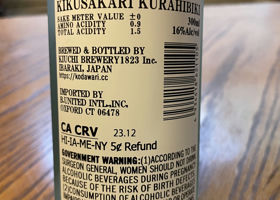 KIKUSAKARI KURAHIBIKI
SAKE METER VALUE ±0
AMINO ACIDITY 0.9
TOTAL ACIDITY 1.5
300ml
16%Alc/vol
BREWED & BOTTLED BY
KIUCHI BREWERY1823 Inc.
IBARAKI, JAPAN
https://kodawari.cc
IMPORTED BY
B.UNITED INTL.,INC,
OXFORD CT 06478
CA CRV 23.12
HI-IA-ME-NY 5¢ Refund
GOVERNMENT WARNING:(1)ACCORDING TO THE
SURGEON GENERAL, WOMEN SHOULD NOT DRINK
ALCOHOLIC BEVERAGES DURING PREGNANCY
BECAUSE OF THE RISK OF BIRTH DEFECTS.
(2)CONSUMPTION OF ALCOHOLIC BEVERAGES